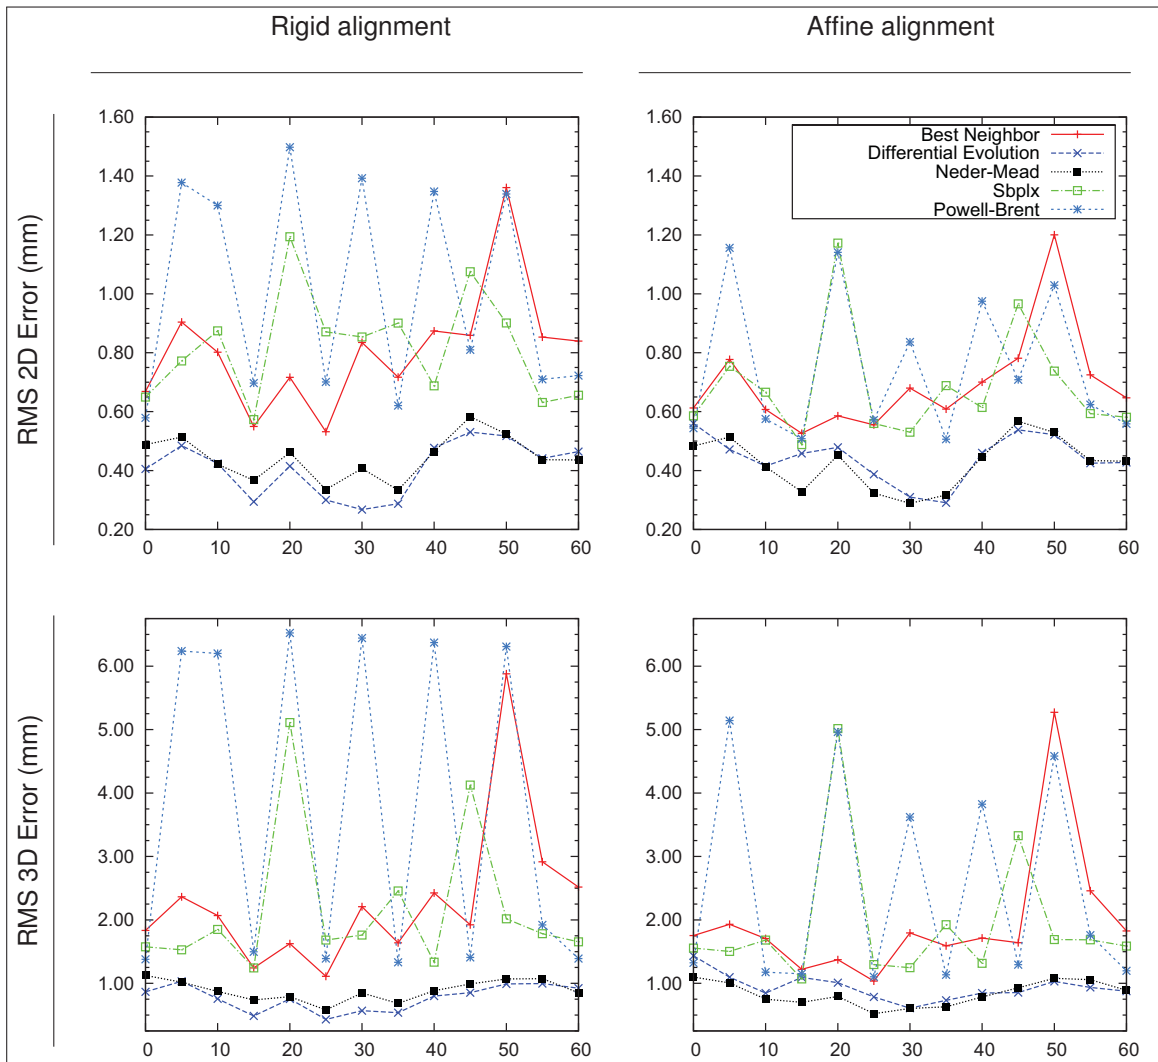 Rigid alignment
Affine alignment
RMS 2D Error (mm)
1.60
1.40
1.20
1.00
0.80
0.60
0.40
0.20
0 10 20 30 40 50 60
1.60
1.40
1.20
1.00
0.80
0.60
0.40
0.20
0 10 20 30 40 50 60
Best Neighbor
Differential Evolution
Neder-Mead
Sbplx
Powell-Brent
RMS 3D Error (mm)
6.00
5.00
4.00
3.00
2.00
1.00
0 10 20 30 40 50 60
6.00
5.00
4.00
3.00
2.00
1.00
0 10 20 30 40 50 60